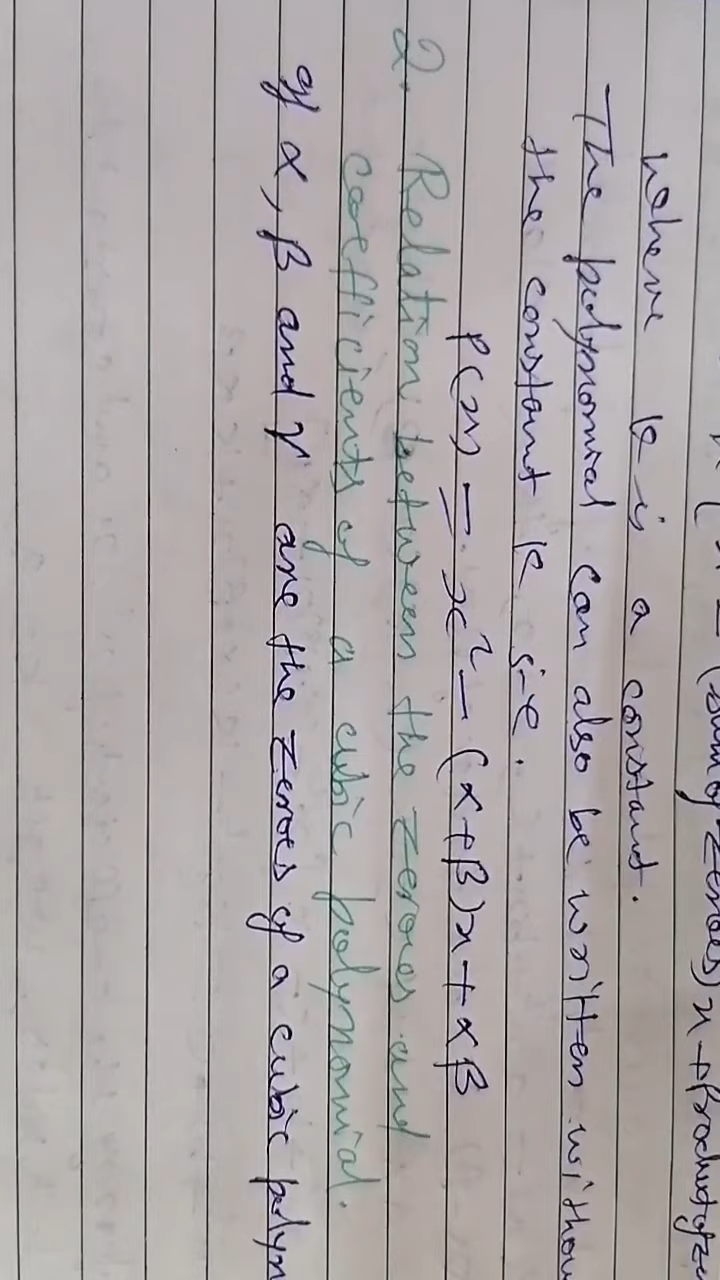 (sum of zeroes) x + Product of ze
where k is a constant.
The polynomial can also be written withou
the constant k i.e.
P(x) = x² - (α+β)x + αβ
2. Relation between the zeroes and
coefficients of a cubic polynomial.
If α, β and γ are the zeroes of a cubic polyn